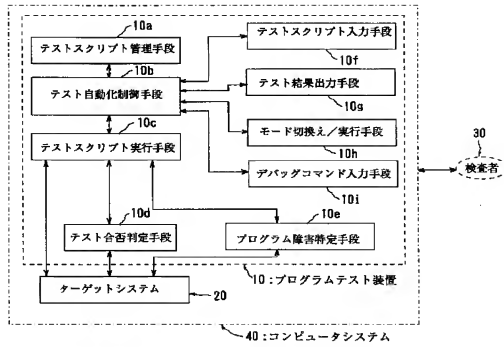 10a
テストスクリプト管理手段
10b
テスト自動化制御手段
10c
テストスクリプト実行手段
10d
テスト合否判定手段
ターゲットシステム
20
テストスクリプト入力手段
10f
テスト結果出力手段
10g
モード切換え/実行手段
10h
デバッグコマンド入力手段
10i
10e
プログラム障害特定手段
10:プログラムテスト装置
30
検査者
40:コンピュータシステム